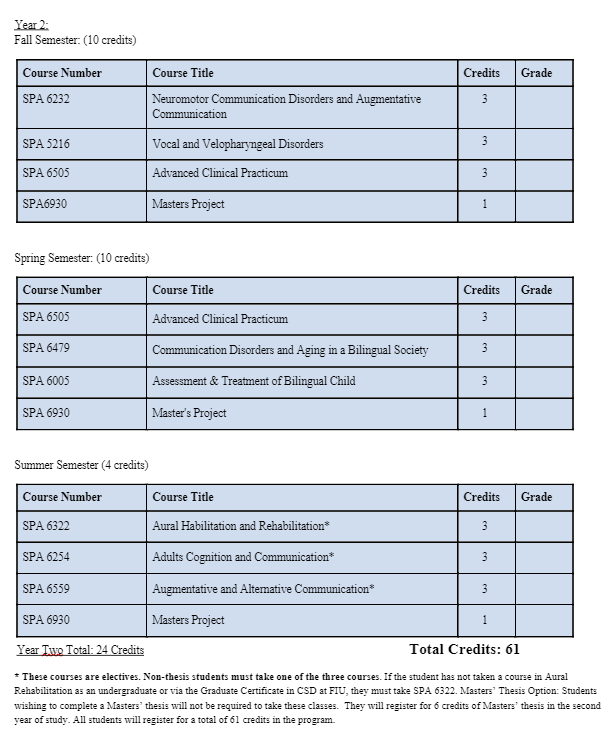 Year 2:
Fall Semester: (10 credits)
Course Number Course Title Credits Grade
SPA 6232 Neuromotor Communication Disorders and Augmentative 3
Communication
SPA 5216 Vocal and Velopharyngeal Disorders 3
SPA 6505 Advanced Clinical Practicum 3
SPA6930 Masters Project 1
Spring Semester: (10 credits)
Course Number Course Title Credits Grade
SPA 6505 Advanced Clinical Practicum 3
SPA 6479 Communication Disorders and Aging in a Bilingual Society 3
SPA 6005 Assessment & Treatment of Bilingual Child 3
SPA 6930 Master's Project 1
Summer Semester (4 credits)
Course Number Course Title Credits Grade
SPA 6322 Aural Habilitation and Rehabilitation* 3
SPA 6254 Adults Cognition and Communication* 3
SPA 6559 Augmentative and Alternative Communication* 3
SPA 6930 Masters Project 1
Year Two Total: 24 Credits Total Credits: 61
* These courses are electives. Non-thesis students must take one of the three courses. If the student has not taken a course in Aural
Rehabilitation as an undergraduate or via the Graduate Certificate in CSD at FIU, they must take SPA 6322. Masters' Thesis Option: Students
wishing to complete a Masters' thesis will not be required to take these classes. They will register for 6 credits of Masters' thesis in the second
year of study. All students will register for a total of 61 credits in the program.